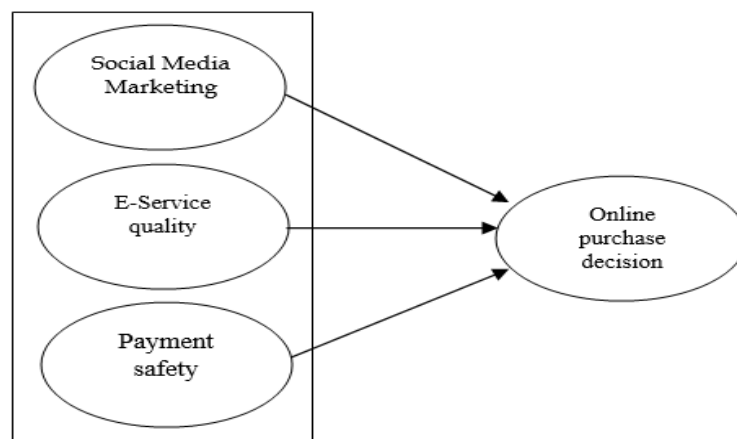 Social Media
Marketing
E-Service
quality
Payment
safety
Online
purchase
decision